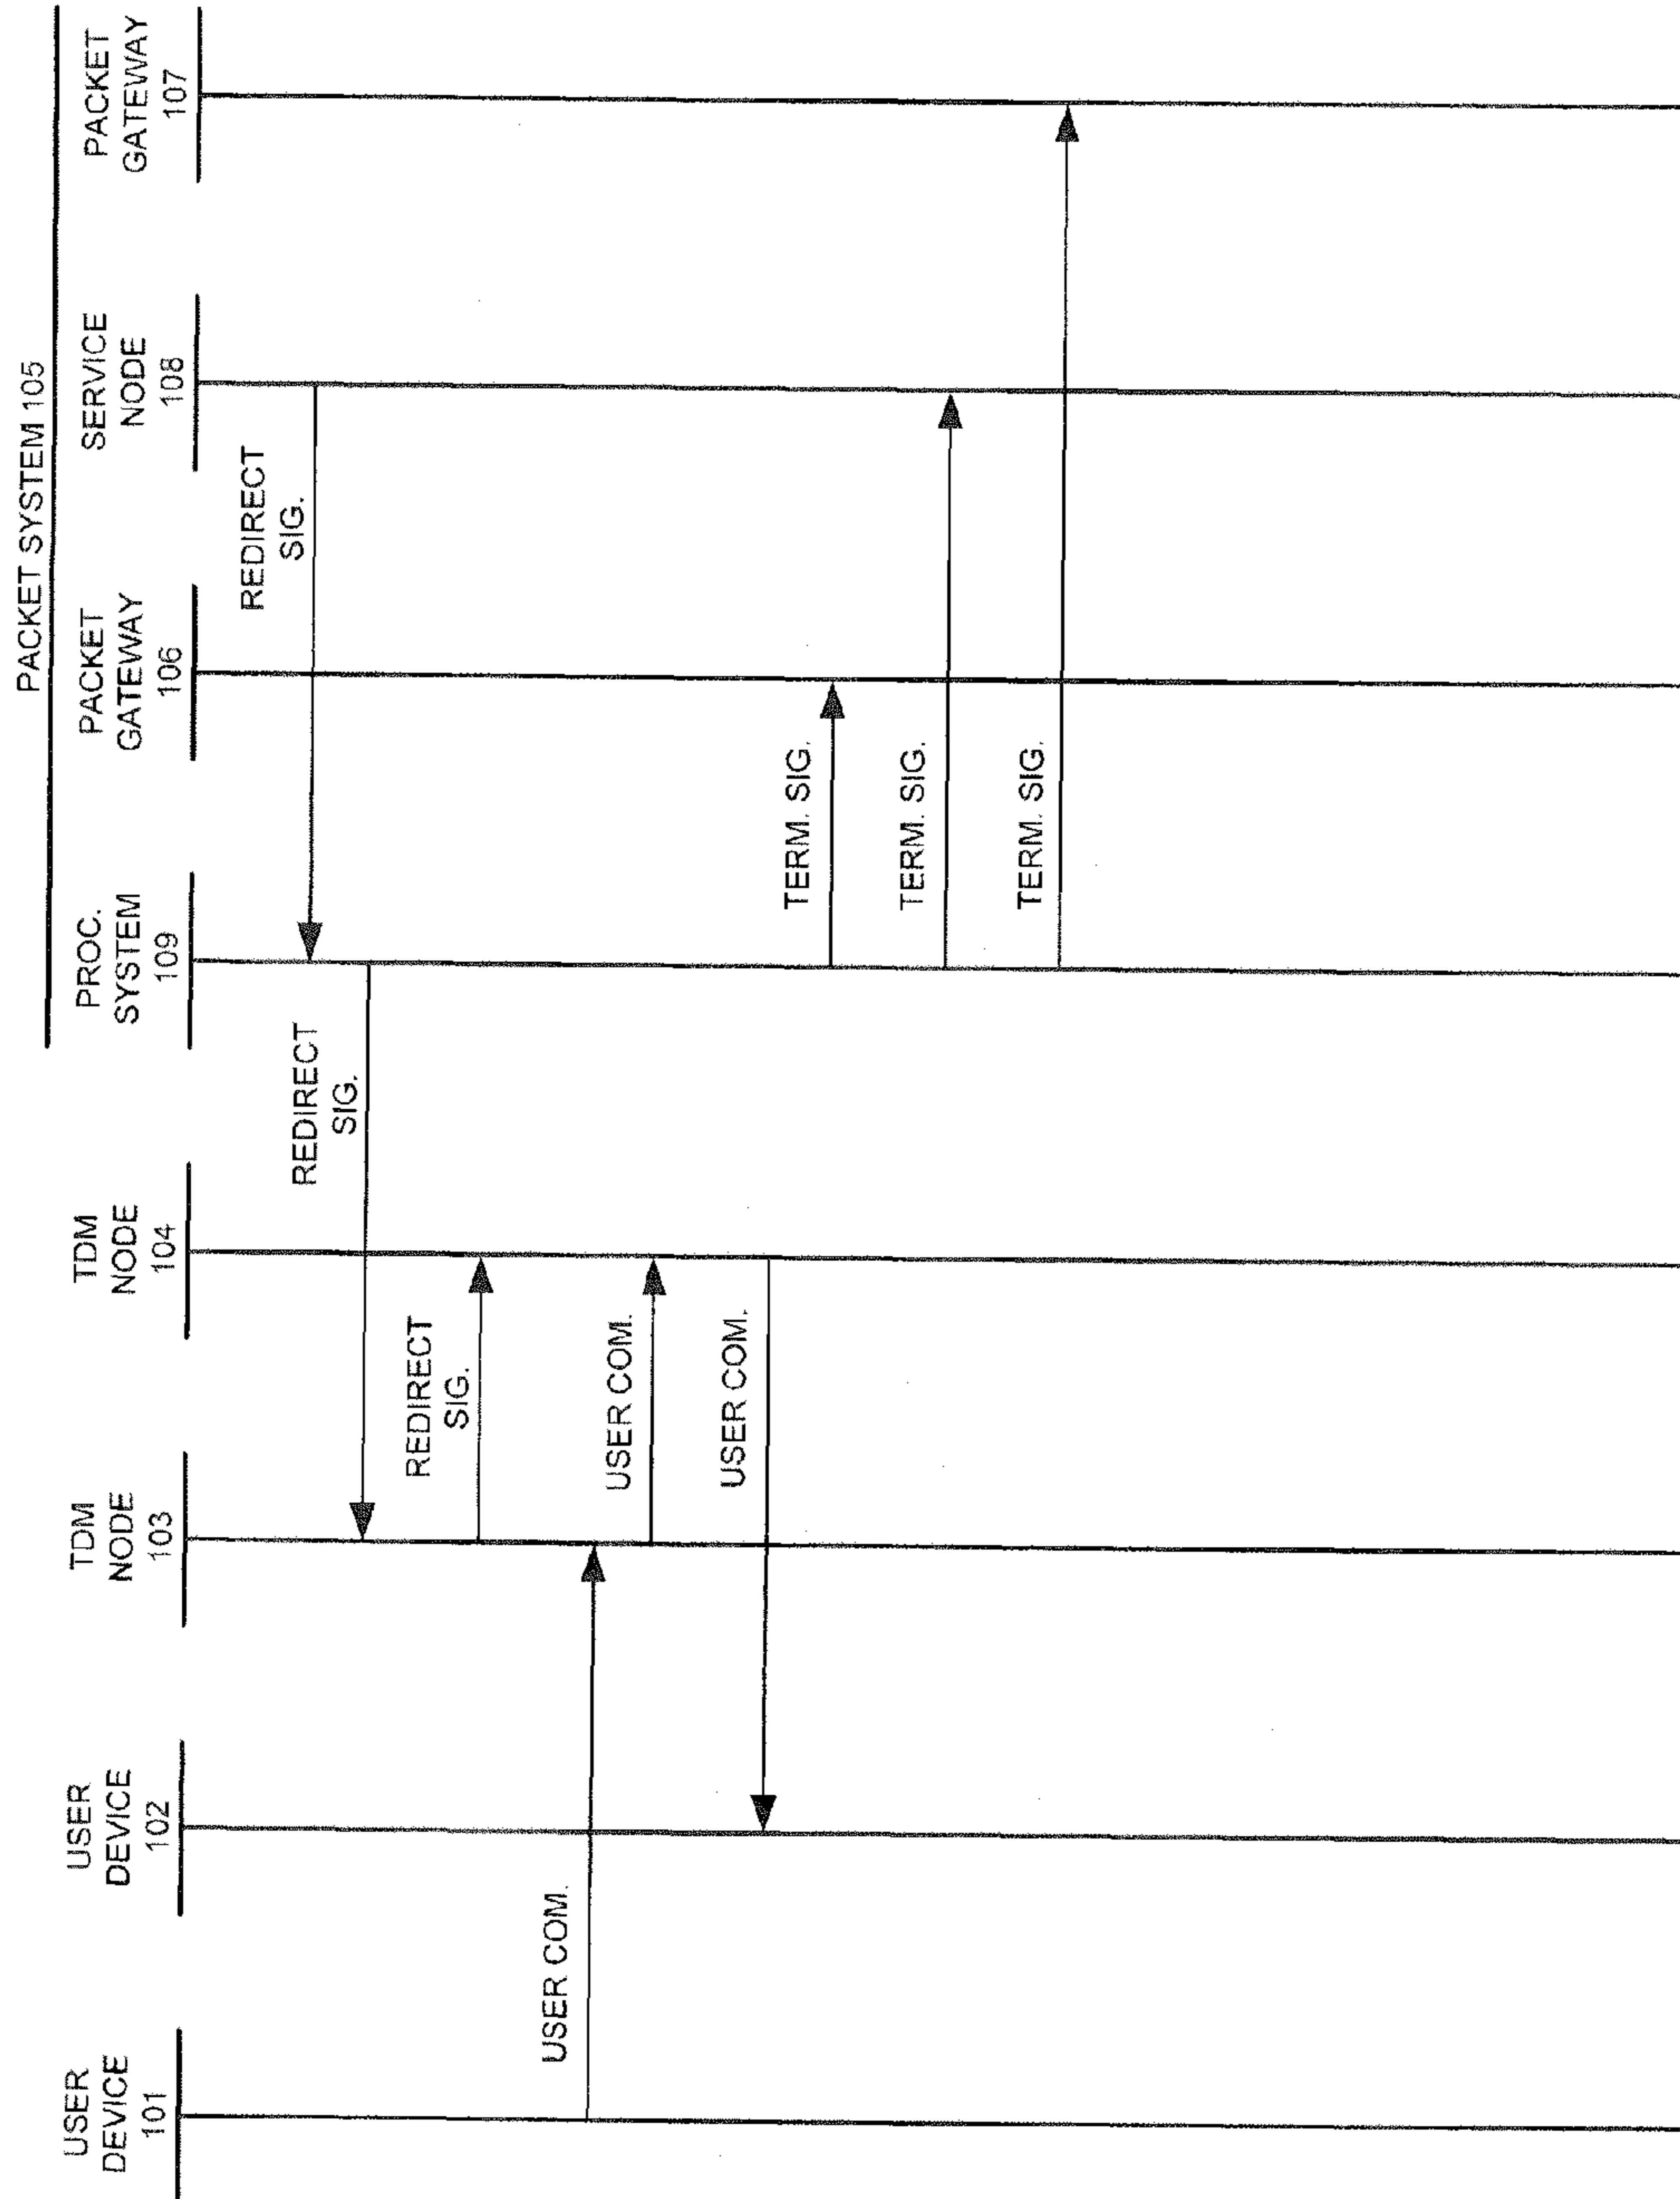 PACKET SYSTEM 105
USER
DEVICE
101
USER
DEVICE
102
TDM
NODE
103
TDM
NODE
104
PROC.
SYSTEM
109
PACKET
GATEWAY
106
SERVICE
NODE
108
PACKET
GATEWAY
107
REDIRECT
SIG.
REDIRECT
SIG.
REDIRECT
SIG.
USER COM.
USER COM.
USER COM.
TERM. SIG.
TERM. SIG.
TERM. SIG.